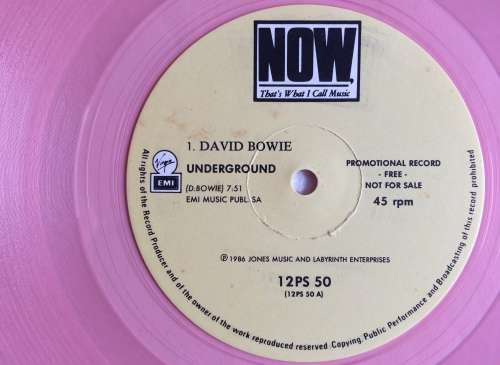 NOW,
That's What I Call Music
1. DAVID BOWIE
UNDERGROUND
(D.BOWIE) 7:51
EMI MUSIC PUBL. SA
Virgin
EMI
PROMOTIONAL RECORD
- FREE -
NOT FOR SALE
45 rpm
℗ 1986 JONES MUSIC AND LABYRINTH ENTERPRISES
12PS 50
(12PS 50 A)
All rights of the Record Producer and of the owner of the work reproduced reserved. Copying, Public Performance and Broadcasting of this record prohibited